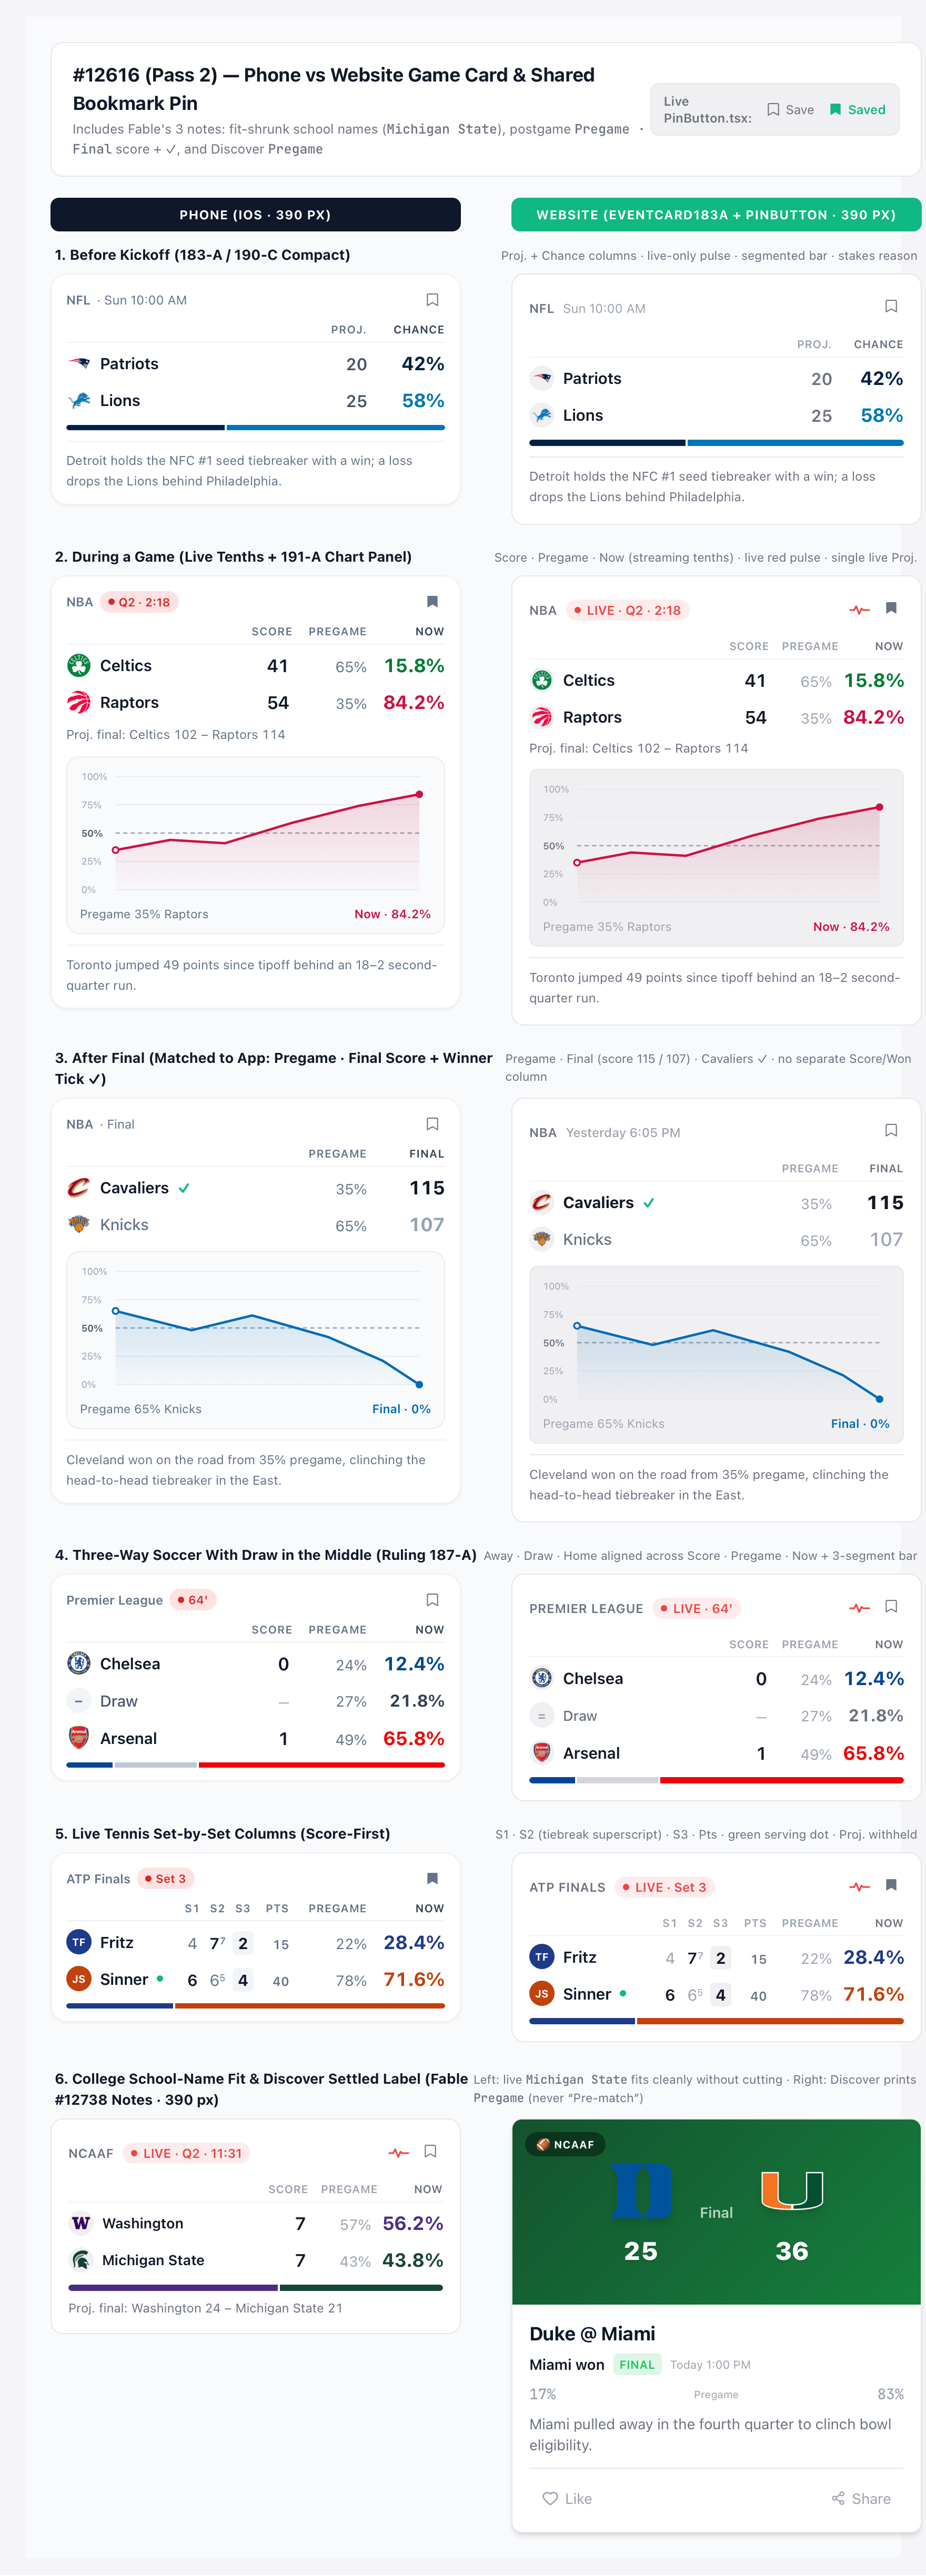 #12616 (Pass 2) — Phone vs Website Game Card & Shared
Bookmark Pin
Includes Fable's 3 notes: fit-shrunk school names (Michigan State), postgame Pregame ·
Final score + ✓, and Discover Pregame
Live
PinButton.tsx:
Save
Saved
PHONE (IOS · 390 PX)
WEBSITE (EVENTCARD183A + PINBUTTON · 390 PX)
1. Before Kickoff (183-A / 190-C Compact)
Proj. + Chance columns · live-only pulse · segmented bar · stakes reason
NFL · Sun 10:00 AM
PROJ. CHANCE
Patriots 20 42%
Lions 25 58%
Detroit holds the NFC #1 seed tiebreaker with a win; a loss
drops the Lions behind Philadelphia.
NFL Sun 10:00 AM
PROJ. CHANCE
Patriots 20 42%
Lions 25 58%
Detroit holds the NFC #1 seed tiebreaker with a win; a loss
drops the Lions behind Philadelphia.
2. During a Game (Live Tenths + 191-A Chart Panel)
Score · Pregame · Now (streaming tenths) · live red pulse · single live Proj.
NBA Q2 · 2:18
SCORE PREGAME NOW
Celtics 41 65% 15.8%
Raptors 54 35% 84.2%
Proj. final: Celtics 102 – Raptors 114
100%
75%
50%
25%
0%
Pregame 35% Raptors Now · 84.2%
Toronto jumped 49 points since tipoff behind an 18–2 second-
quarter run.
NBA LIVE · Q2 · 2:18
SCORE PREGAME NOW
Celtics 41 65% 15.8%
Raptors 54 35% 84.2%
Proj. final: Celtics 102 – Raptors 114
100%
75%
50%
25%
0%
Pregame 35% Raptors Now · 84.2%
Toronto jumped 49 points since tipoff behind an 18–2 second-
quarter run.
3. After Final (Matched to App: Pregame · Final Score + Winner
Tick ✓)
Pregame · Final (score 115 / 107) · Cavaliers ✓ · no separate Score/Won
column
NBA · Final
PREGAME FINAL
Cavaliers ✓ 35% 115
Knicks 65% 107
100%
75%
50%
25%
0%
Pregame 65% Knicks Final · 0%
Cleveland won on the road from 35% pregame, clinching the
head-to-head tiebreaker in the East.
NBA Yesterday 6:05 PM
PREGAME FINAL
Cavaliers ✓ 35% 115
Knicks 65% 107
100%
75%
50%
25%
0%
Pregame 65% Knicks Final · 0%
Cleveland won on the road from 35% pregame, clinching the
head-to-head tiebreaker in the East.
4. Three-Way Soccer With Draw in the Middle (Ruling 187-A)
Away · Draw · Home aligned across Score · Pregame · Now + 3-segment bar
Premier League 64'
SCORE PREGAME NOW
Chelsea 0 24% 12.4%
– Draw — 27% 21.8%
Arsenal 1 49% 65.8%
PREMIER LEAGUE LIVE · 64'
SCORE PREGAME NOW
Chelsea 0 24% 12.4%
= Draw — 27% 21.8%
Arsenal 1 49% 65.8%
5. Live Tennis Set-by-Set Columns (Score-First)
S1 · S2 (tiebreak superscript) · S3 · Pts · green serving dot · Proj. withheld
ATP Finals Set 3
S1 S2 S3 PTS PREGAME NOW
TF Fritz 4 7⁷ 2 15 22% 28.4%
JS Sinner 6 6⁵ 4 40 78% 71.6%
ATP FINALS LIVE · Set 3
S1 S2 S3 PTS PREGAME NOW
TF Fritz 4 7⁷ 2 15 22% 28.4%
JS Sinner 6 6⁵ 4 40 78% 71.6%
6. College School-Name Fit & Discover Settled Label (Fable
#12738 Notes · 390 px)
Left: live Michigan State fits cleanly without cutting · Right: Discover prints
Pregame (never “Pre-match”)
NCAAF LIVE · Q2 · 11:31
SCORE PREGAME NOW
W Washington 7 57% 56.2%
Michigan State 7 43% 43.8%
Proj. final: Washington 24 – Michigan State 21
🏈 NCAAF
D Final U
25 36
Duke @ Miami
Miami won FINAL Today 1:00 PM
17% Pregame 83%
Miami pulled away in the fourth quarter to clinch bowl
eligibility.
Like Share